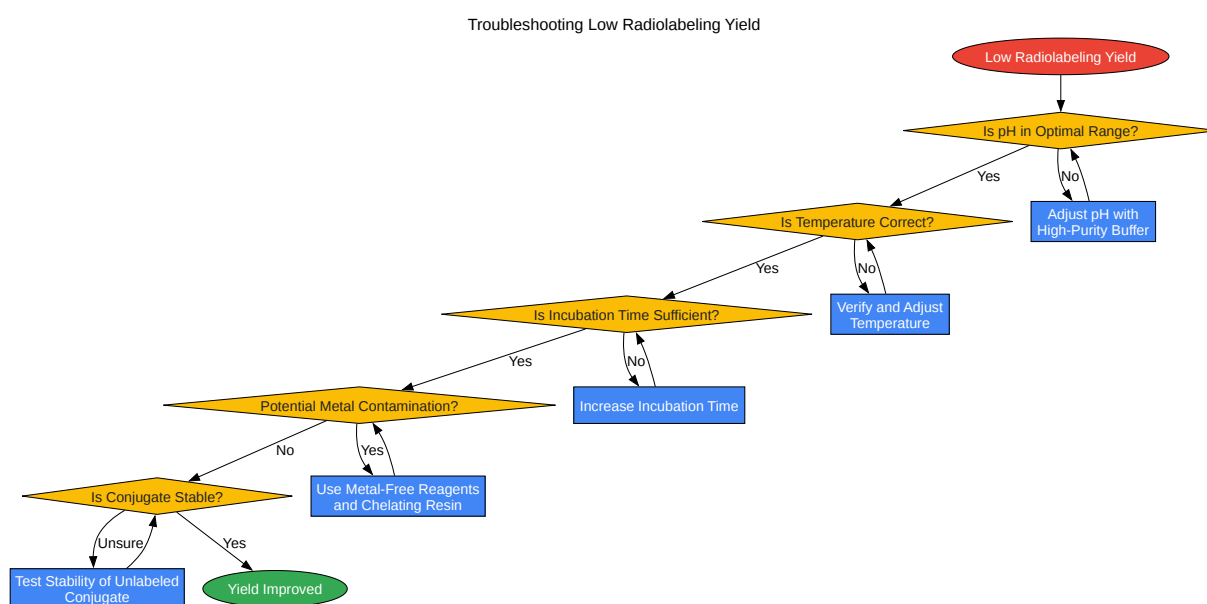 Troubleshooting Low Radiolabeling Yield
Low Radiolabeling Yield
Is pH in Optimal Range?
Yes
No
Adjust pH with
High-Purity Buffer
Is Temperature Correct?
Yes
No
Verify and Adjust
Temperature
Is Incubation Time Sufficient?
Yes
No
Increase Incubation Time
Potential Metal Contamination?
No
Yes
Use Metal-Free Reagents
and Chelating Resin
Is Conjugate Stable?
Unsure
Yes
Test Stability of Unlabeled
Conjugate
Yield Improved